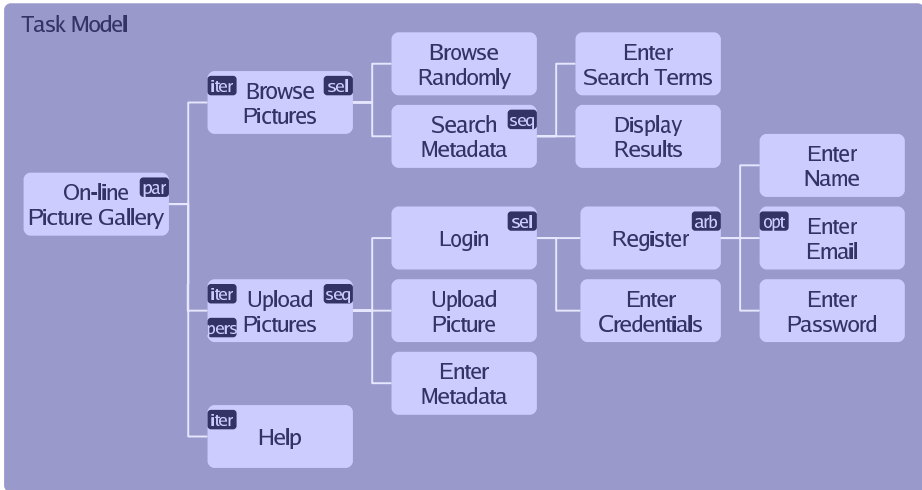 Task Model
On-line
Picture Gallery
par
iter
Browse
Pictures
sel
Browse
Randomly
Search
Metadata
seq
Enter
Search Terms
Display
Results
iter
pers
Upload
Pictures
seq
Login
sel
Register
arb
Enter
Name
opt
Enter
Email
Enter
Password
Enter
Credentials
Upload
Picture
Enter
Metadata
iter
Help